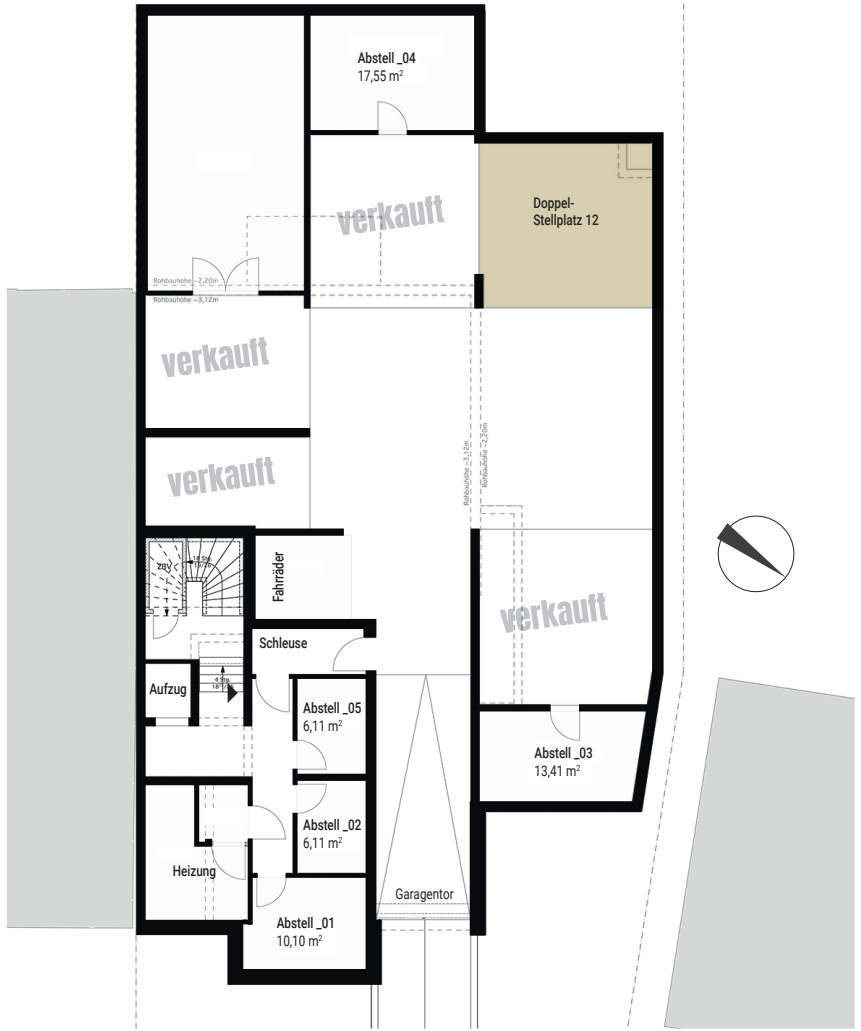 Abstell _04
17,55 m²
verkauft
Doppel-
Stellplatz 12
Rohbauhöhe ~2,20m
Rohbauhöhe ~3,12m
verkauft
verkauft
Rohbauhöhe ~3,12m
Rohbauhöhe ~2,20m
ZBV
Fahrräder
verkauft
Schleuse
Aufzug
4 Stg.
Abstell _05
6,11 m²
Abstell _03
13,41 m²
Abstell _02
6,11 m²
Heizung
Garagentor
Abstell _01
10,10 m²